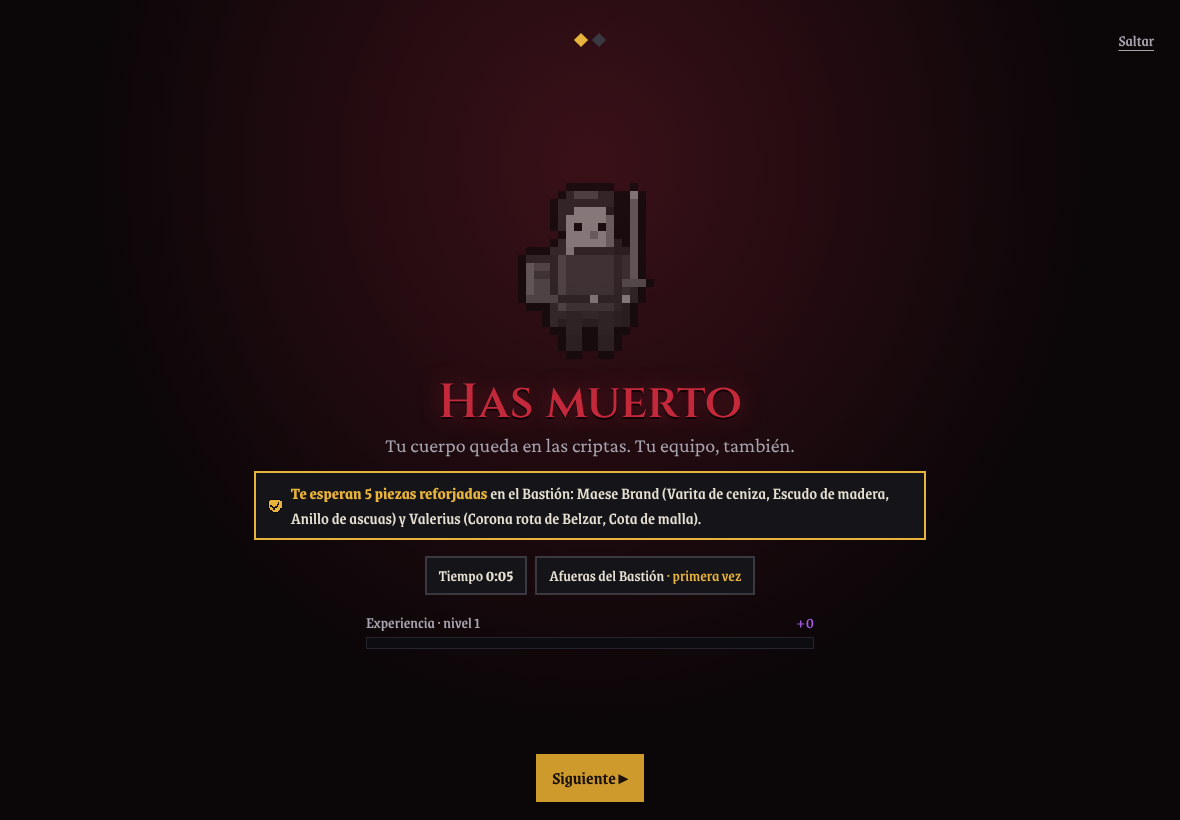 Saltar
Has muerto
Tu cuerpo queda en las criptas. Tu equipo, también.
Te esperan 5 piezas reforjadas en el Bastión: Maese Brand (Varita de ceniza, Escudo de madera,
Anillo de ascuas) y Valerius (Corona rota de Belzar, Cota de malla).
Tiempo 0:05
Afueras del Bastión · primera vez
Experiencia · nivel 1
+0
Siguiente ▶